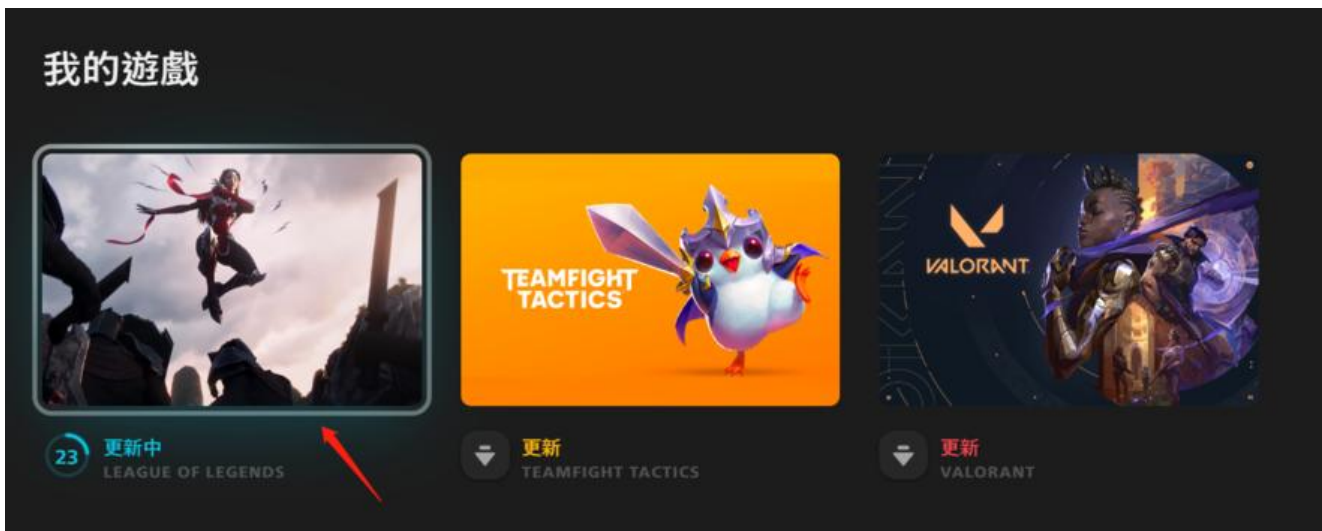 我的遊戲
TEAMFIGHT
TACTICS
VALORANT
23
更新中
LEAGUE OF LEGENDS
更新
TEAMFIGHT TACTICS
更新
VALORANT